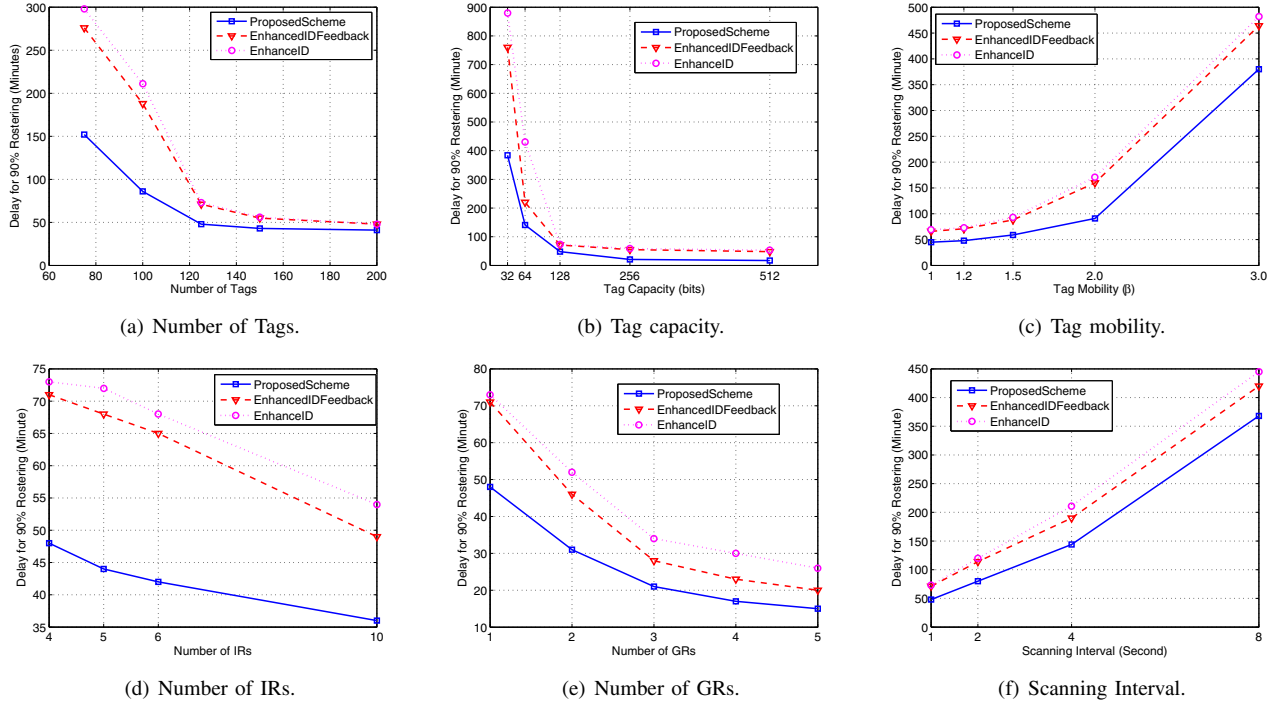 300
250
200
150
100
50
0
60 80 100 120 140 160 180 200
Delay for 90% Rostering (Minute)
Number of Tags
ProposedScheme
EnhancedIDFeedback
EnhanceID
(a) Number of Tags.
900
800
700
600
500
400
300
200
100
0
32 64 128 256 512
Delay for 90% Rostering (Minute)
Tag Capacity (bits)
ProposedScheme
EnhancedIDFeedback
EnhanceID
(b) Tag capacity.
500
450
400
350
300
250
200
150
100
50
0
1 1.2 1.5 2.0 3.0
Delay for 90% Rostering (Minute)
Tag Mobility (β)
ProposedScheme
EnhancedIDFeedback
EnhanceID
(c) Tag mobility.
75
70
65
60
55
50
45
40
35
4 5 6 10
Delay for 90% Rostering (Minute)
Number of IRs
ProposedScheme
EnhancedIDFeedback
EnhanceID
(d) Number of IRs.
80
70
60
50
40
30
20
10
1 2 3 4 5
Delay for 90% Rostering (Minute)
Number of GRs
ProposedScheme
EnhancedIDFeedback
EnhanceID
(e) Number of GRs.
450
400
350
300
250
200
150
100
50
0
1 2 4 8
Delay for 90% Rostering (Minute)
Scanning Interval (Second)
ProposedScheme
EnhancedIDFeedback
EnhanceID
(f) Scanning Interval.